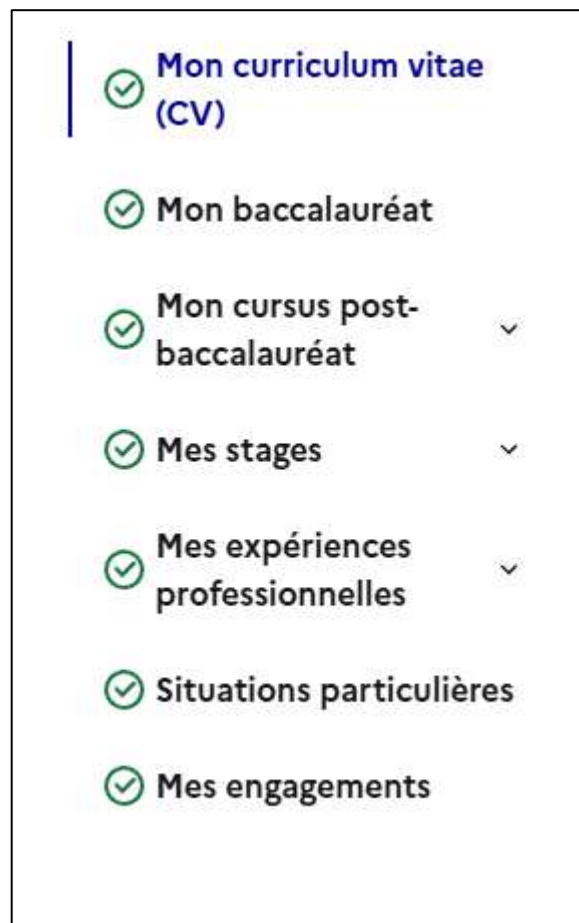 Mon curriculum vitae
(CV)
Mon baccalauréat
Mon cursus post-
baccalauréat
Mes stages
Mes expériences
professionnelles
Situations particulières
Mes engagements